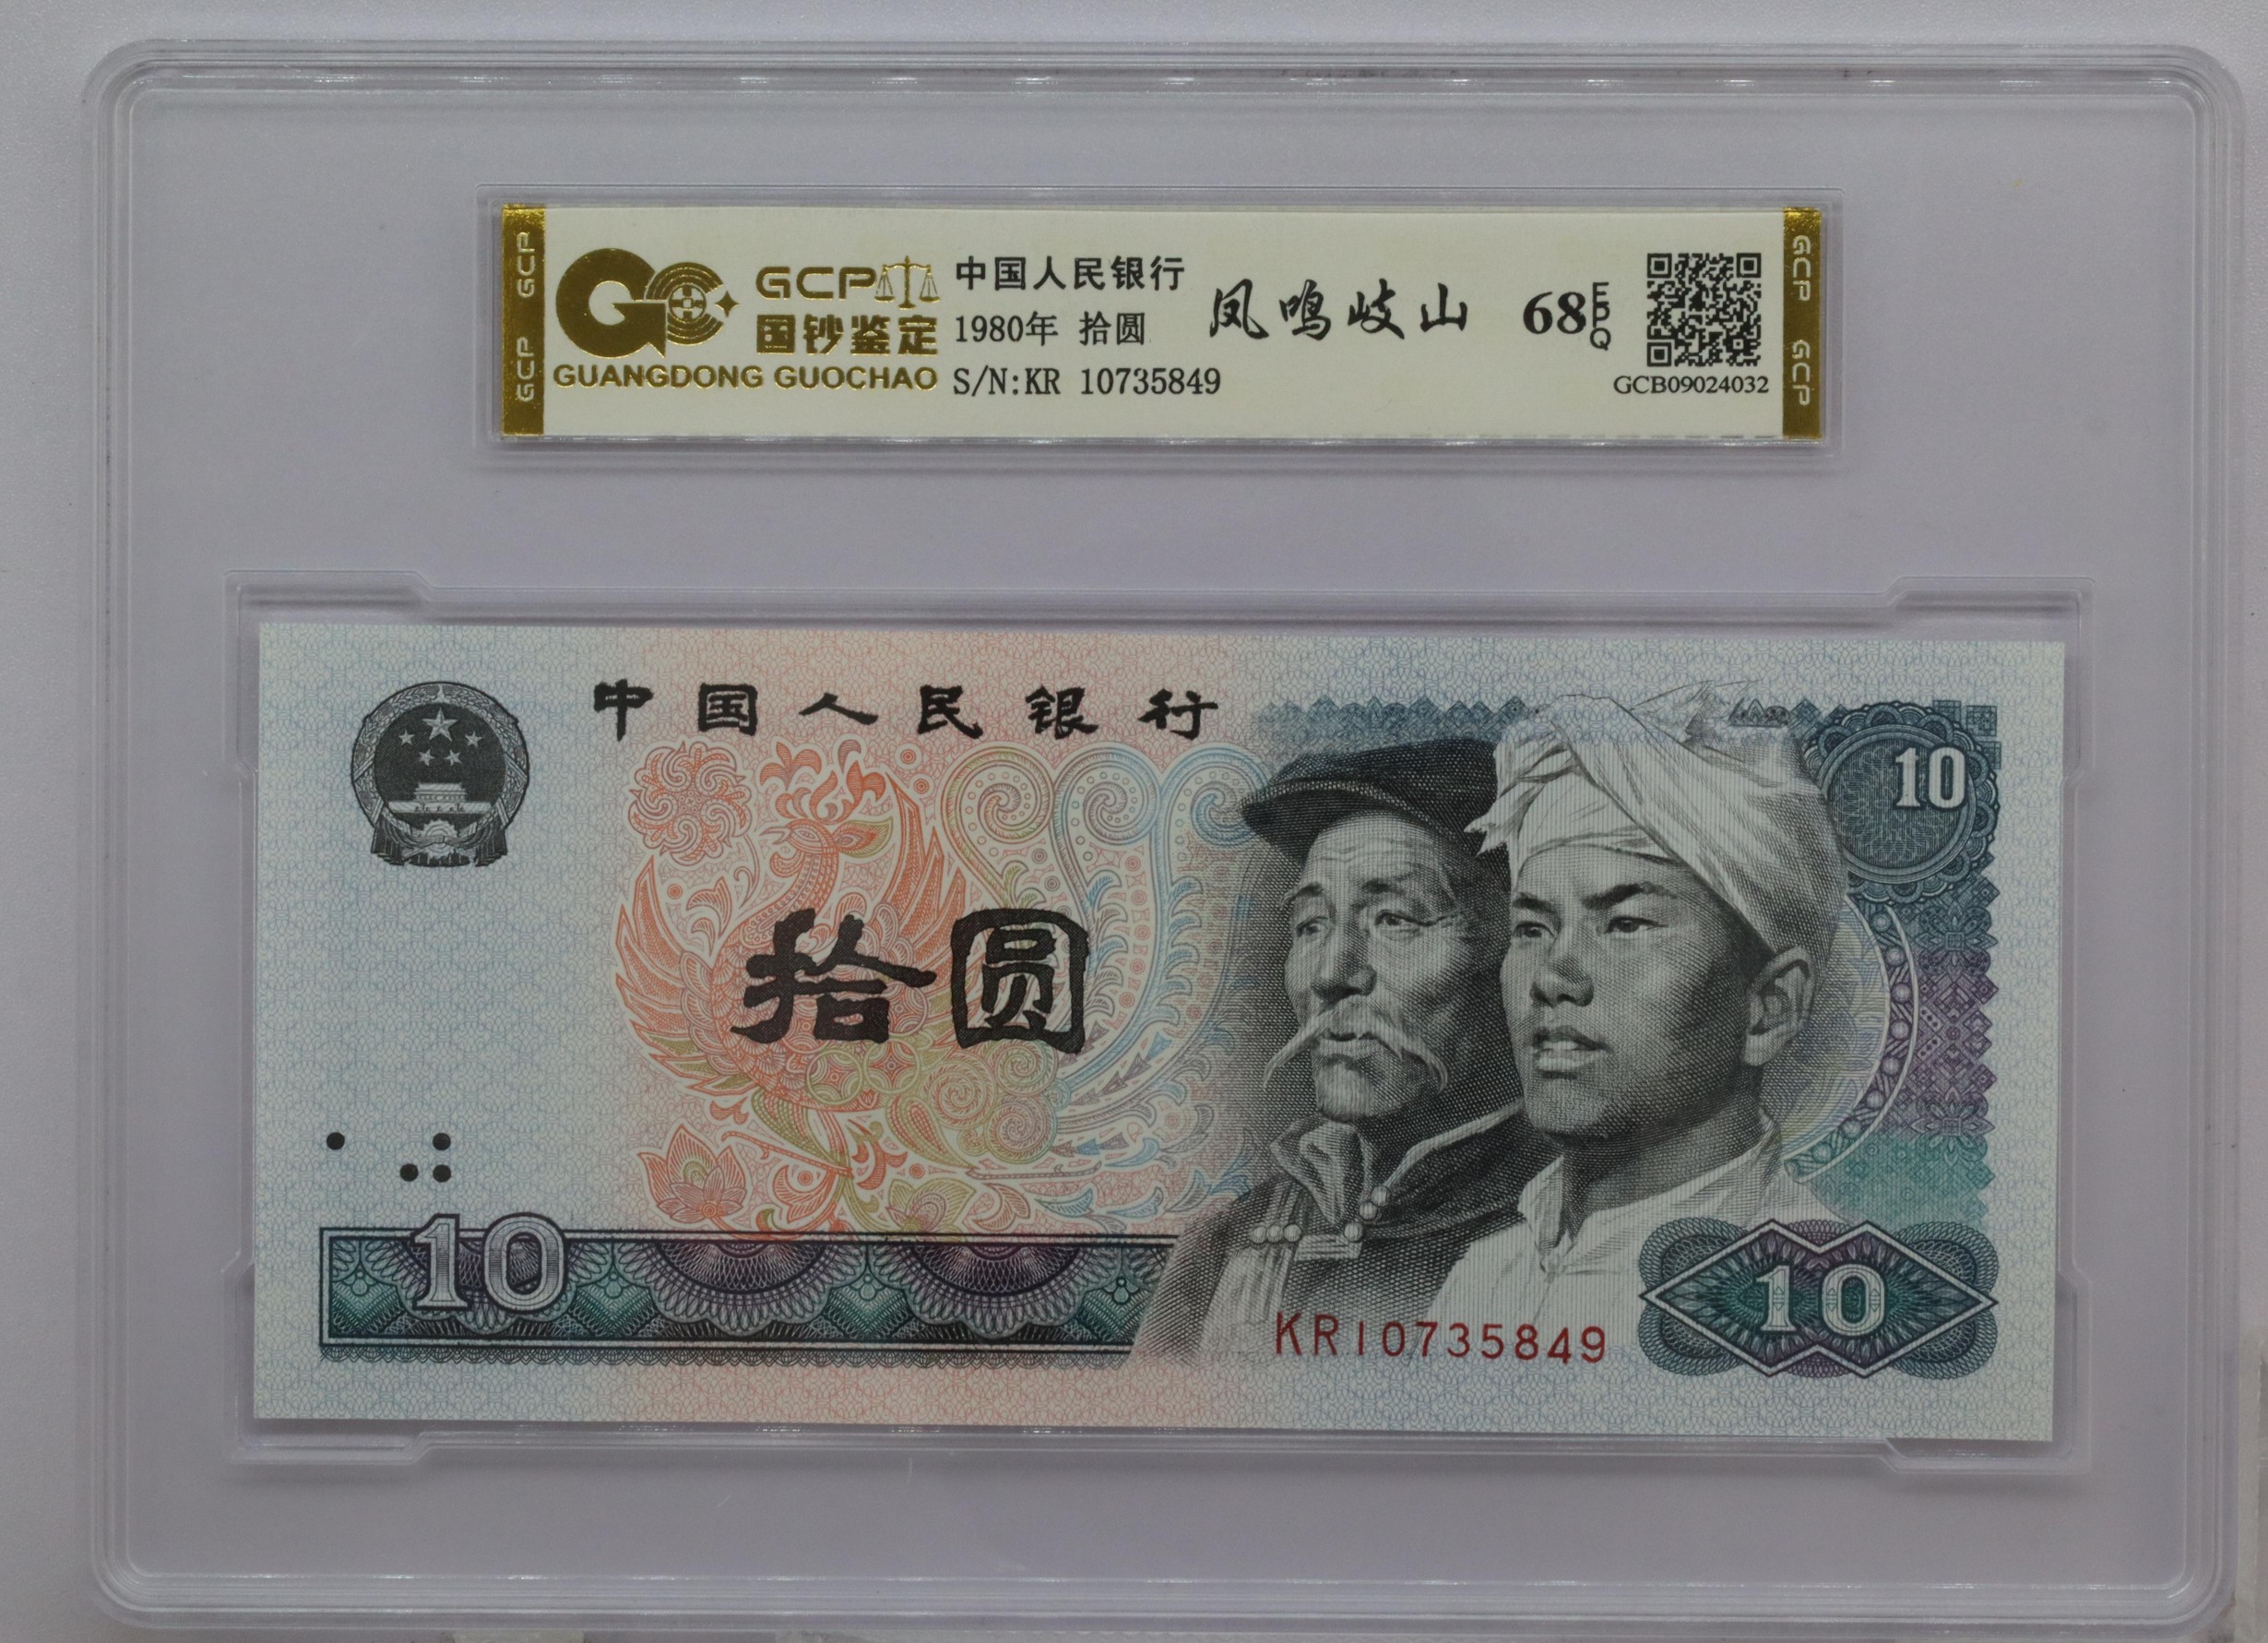 GCP GCP
GCP
国钞鉴定
GUANGDONG GUOCHAO
中国人民银行
1980年 拾圆
S/N:KR 10735849
凤鸣岐山
68 EPQ
GCB09024032
GCP GCP
中国人民银行
10
拾圆
10
KR10735849
10